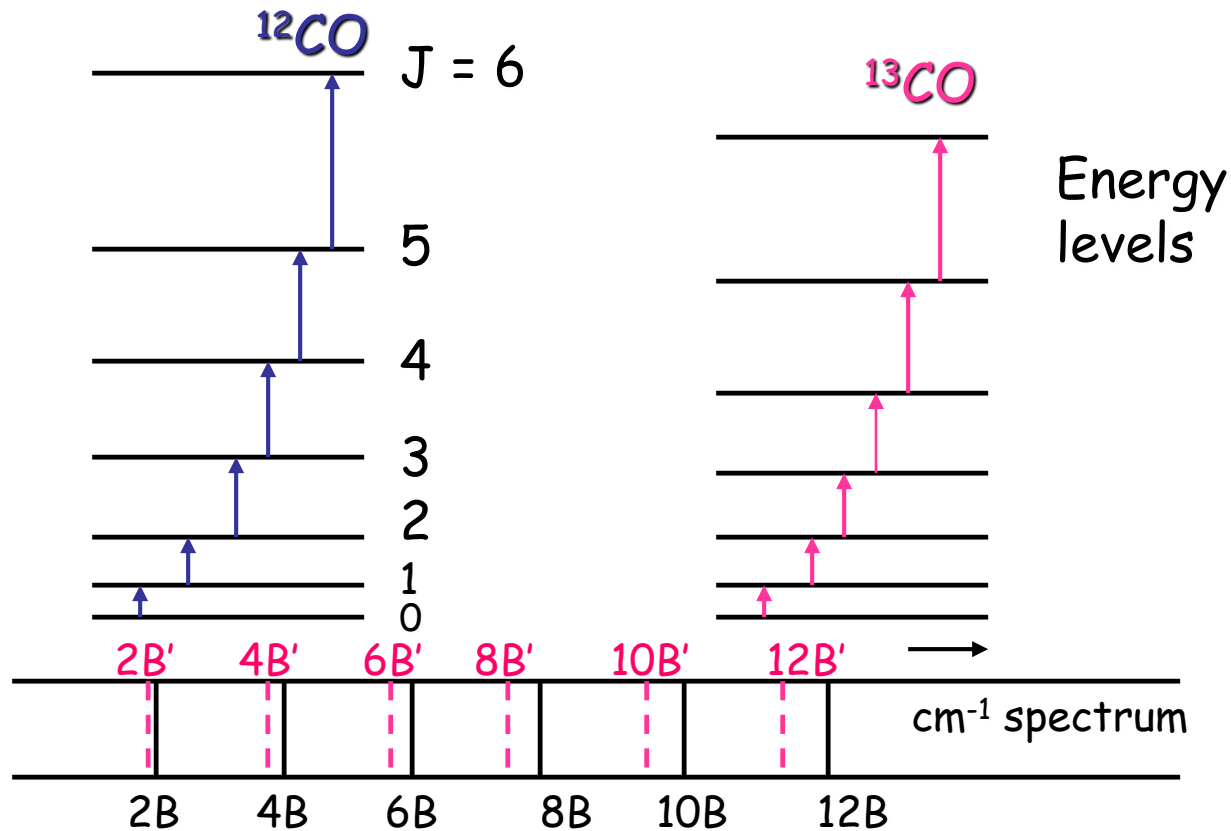 ¹²CO
J = 6
5
4
3
2
1
0
¹³CO
Energy
levels
2B' 4B' 6B' 8B' 10B' 12B'
cm⁻¹ spectrum
2B 4B 6B 8B 10B 12B